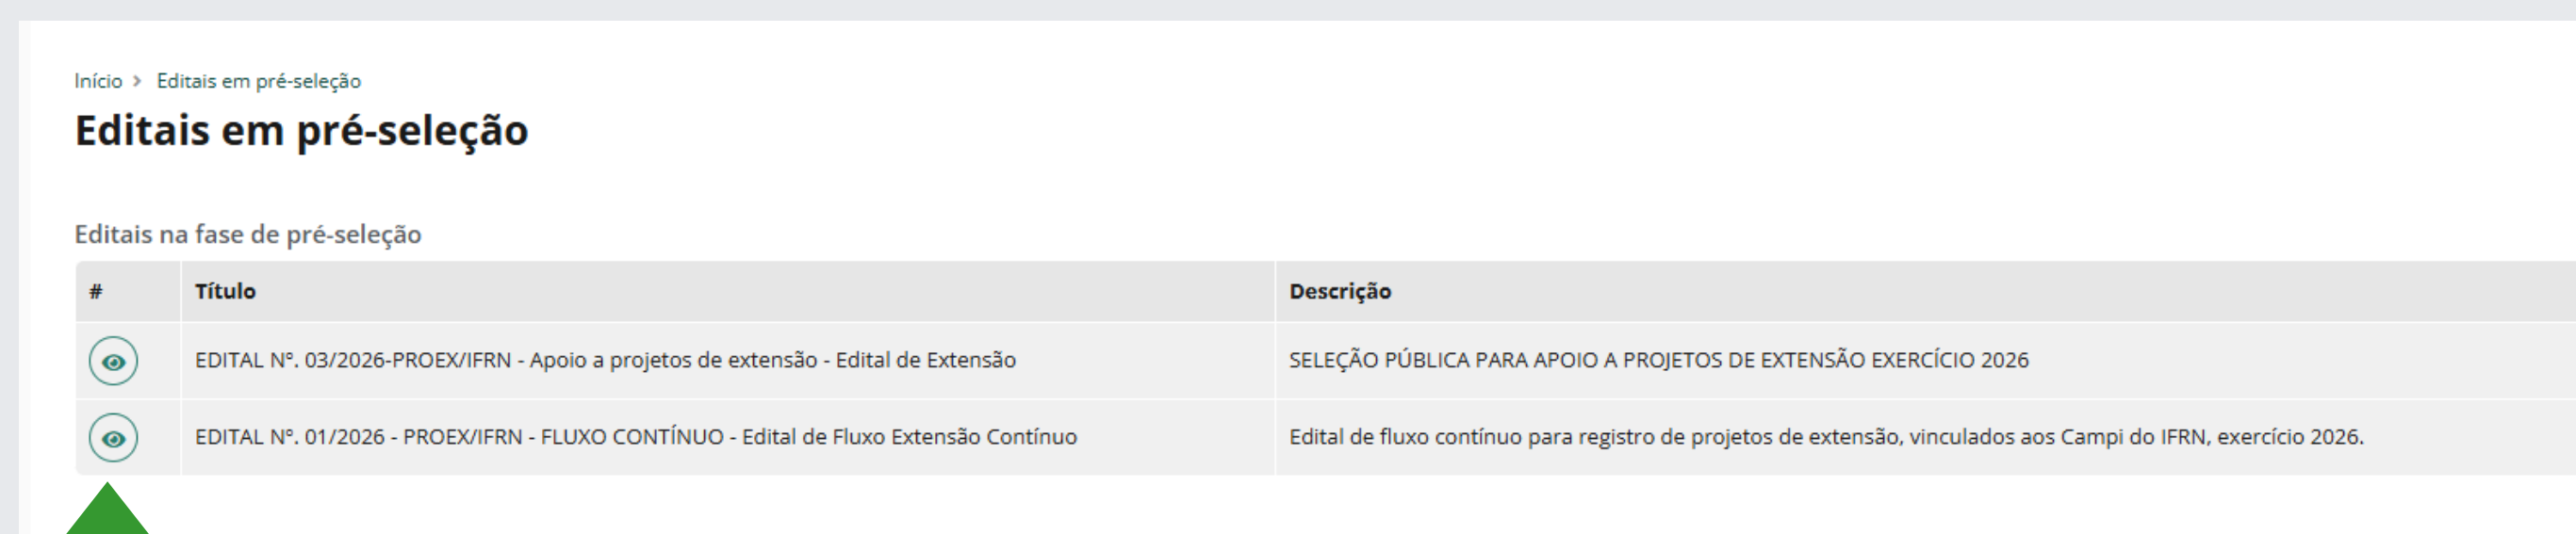 Início > Editais em pré-seleção
Editais em pré-seleção
Editais na fase de pré-seleção
# Título Descrição
EDITAL Nº. 03/2026-PROEX/IFRN - Apoio a projetos de extensão - Edital de Extensão SELEÇÃO PÚBLICA PARA APOIO A PROJETOS DE EXTENSÃO EXERCÍCIO 2026
EDITAL Nº. 01/2026 - PROEX/IFRN - FLUXO CONTÍNUO - Edital de Fluxo Extensão Contínuo Edital de fluxo contínuo para registro de projetos de extensão, vinculados aos Campi do IFRN, exercício 2026.